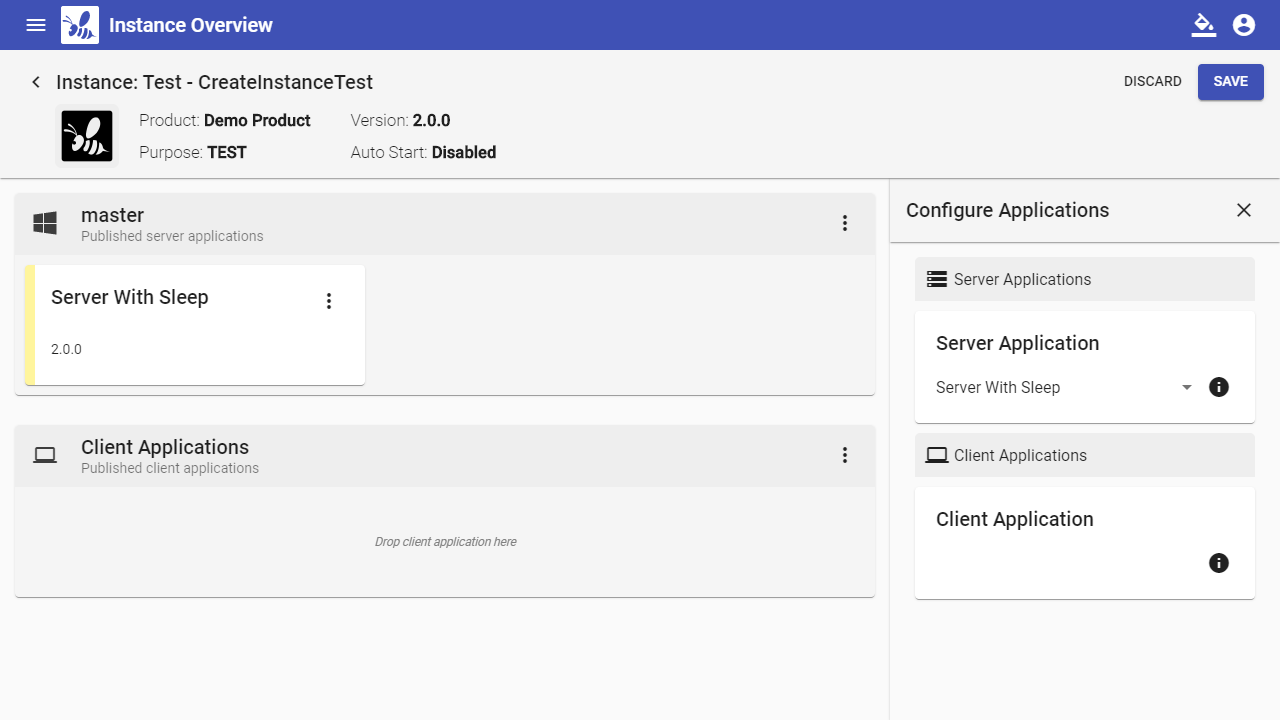 Instance Overview
Instance: Test - CreateInstanceTest
DISCARD
SAVE
Product: Demo Product
Version: 2.0.0
Purpose: TEST
Auto Start: Disabled
master
Published server applications
Server With Sleep
2.0.0
Client Applications
Published client applications
Drop client application here
Configure Applications
Server Applications
Server Application
Server With Sleep
Client Applications
Client Application